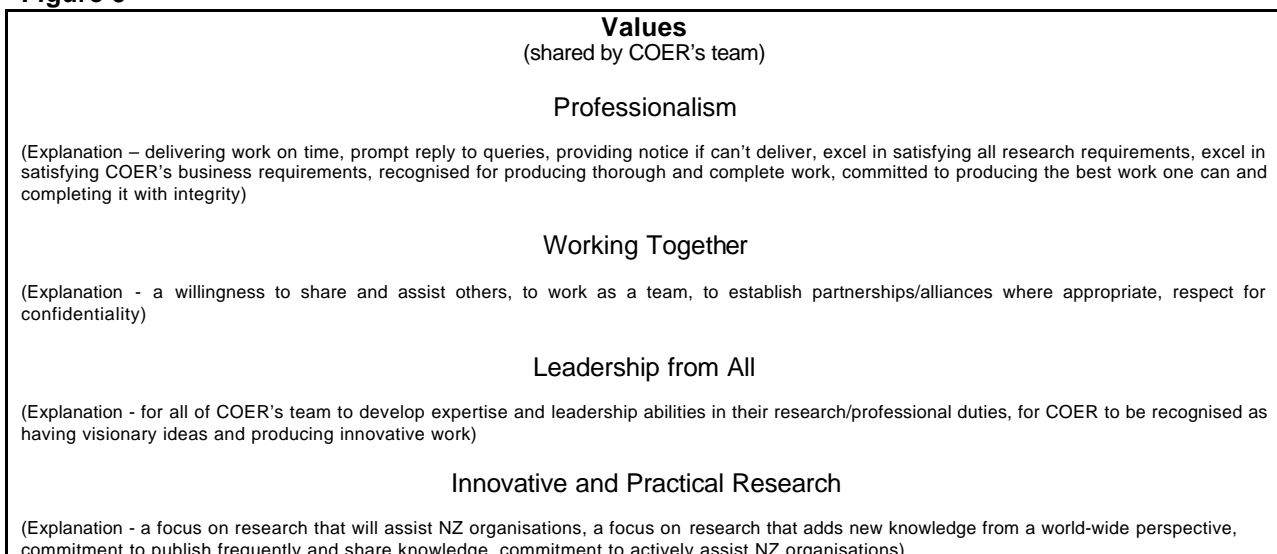 Values
(shared by COER's team)
Professionalism
(Explanation – delivering work on time, prompt reply to queries, providing notice if can't deliver, excel in satisfying all research requirements, excel in
satisfying COER's business requirements, recognised for producing thorough and complete work, committed to producing the best work one can and
completing it with integrity)
Working Together
(Explanation - a willingness to share and assist others, to work as a team, to establish partnerships/alliances where appropriate, respect for
confidentiality)
Leadership from All
(Explanation - for all of COER's team to develop expertise and leadership abilities in their research/professional duties, for COER to be recognised as
having visionary ideas and producing innovative work)
Innovative and Practical Research
(Explanation - a focus on research that will assist NZ organisations, a focus on research that adds new knowledge from a world-wide perspective,
commitment to publish frequently and share knowledge, commitment to actively assist NZ organisations)